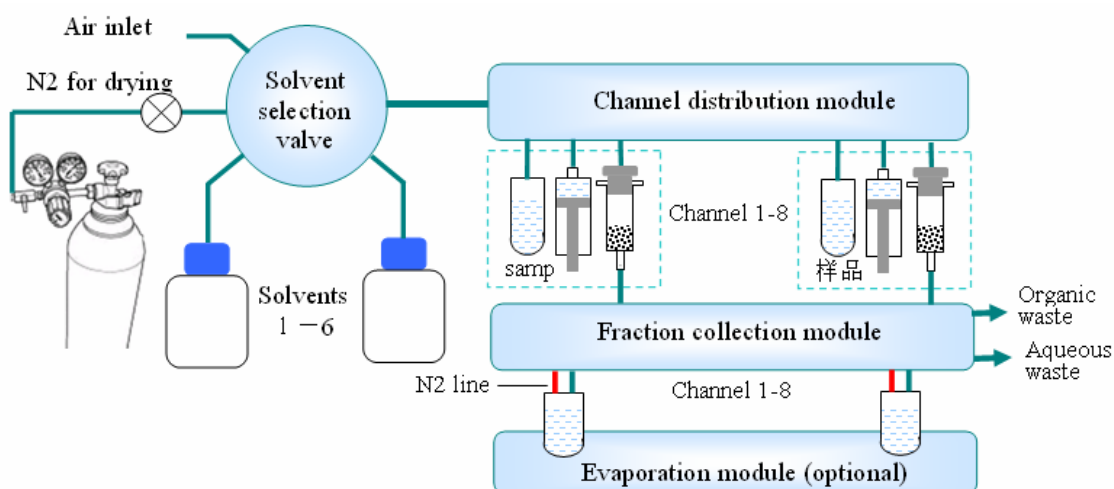 Air inlet
N2 for drying
Solvent
selection
valve
Channel distribution module
Channel 1-8
samp
样品
Solvents
1 －6
Organic
waste
Fraction collection module
Aqueous
waste
N2 line
Channel 1-8
Evaporation module (optional)